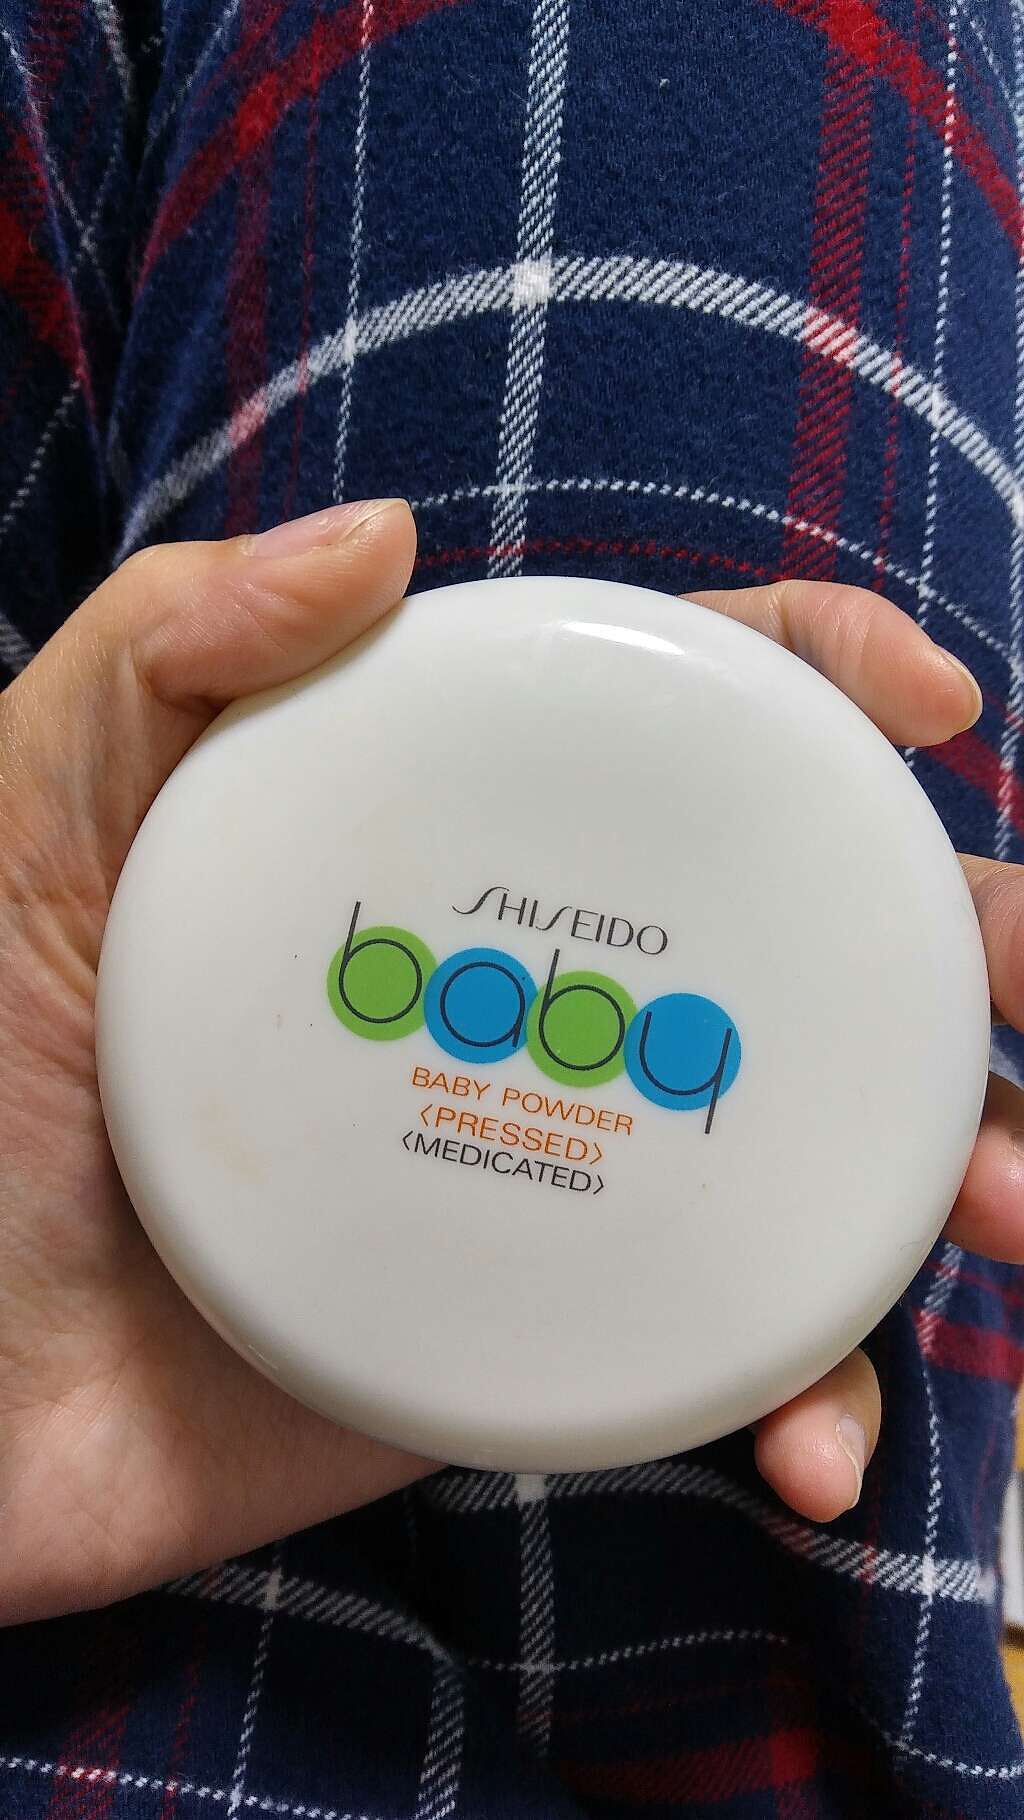 SHISEIDO
baby
BABY POWDER
〈PRESSED〉
〈MEDICATED〉